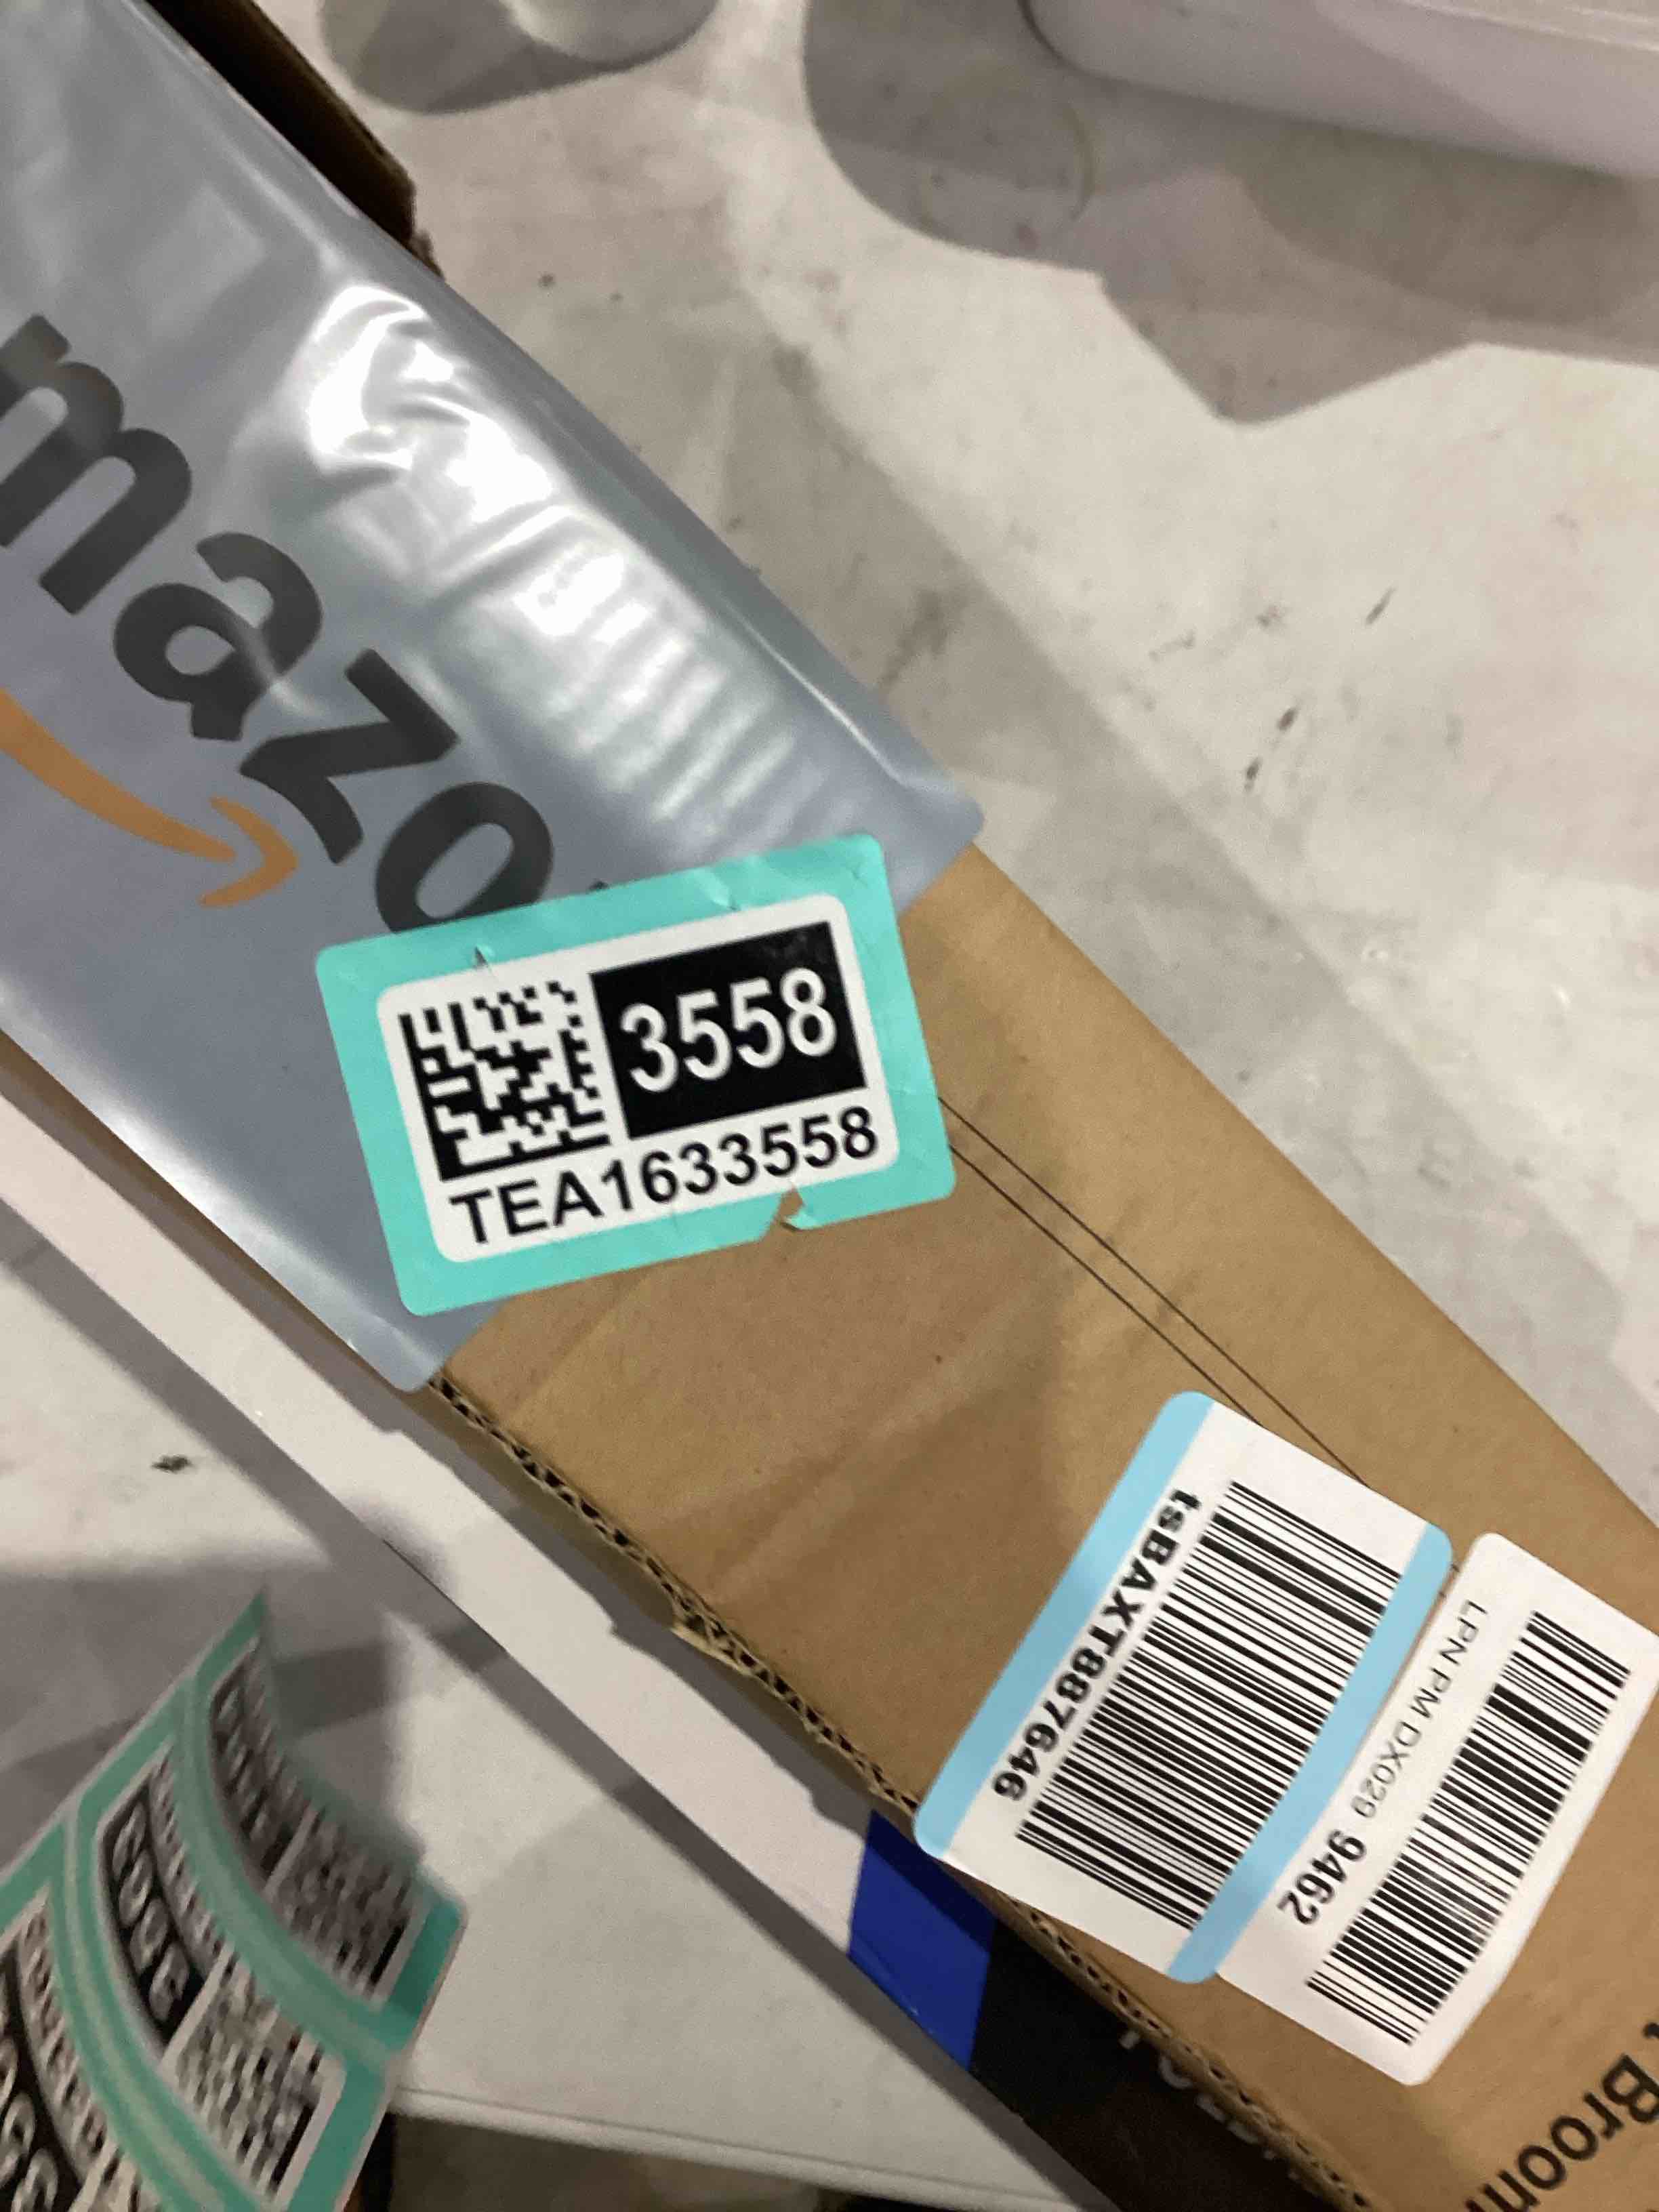 mazo
3558
TEA1633558
tsBAXT887646
LPN PM DX029 9462
Broom